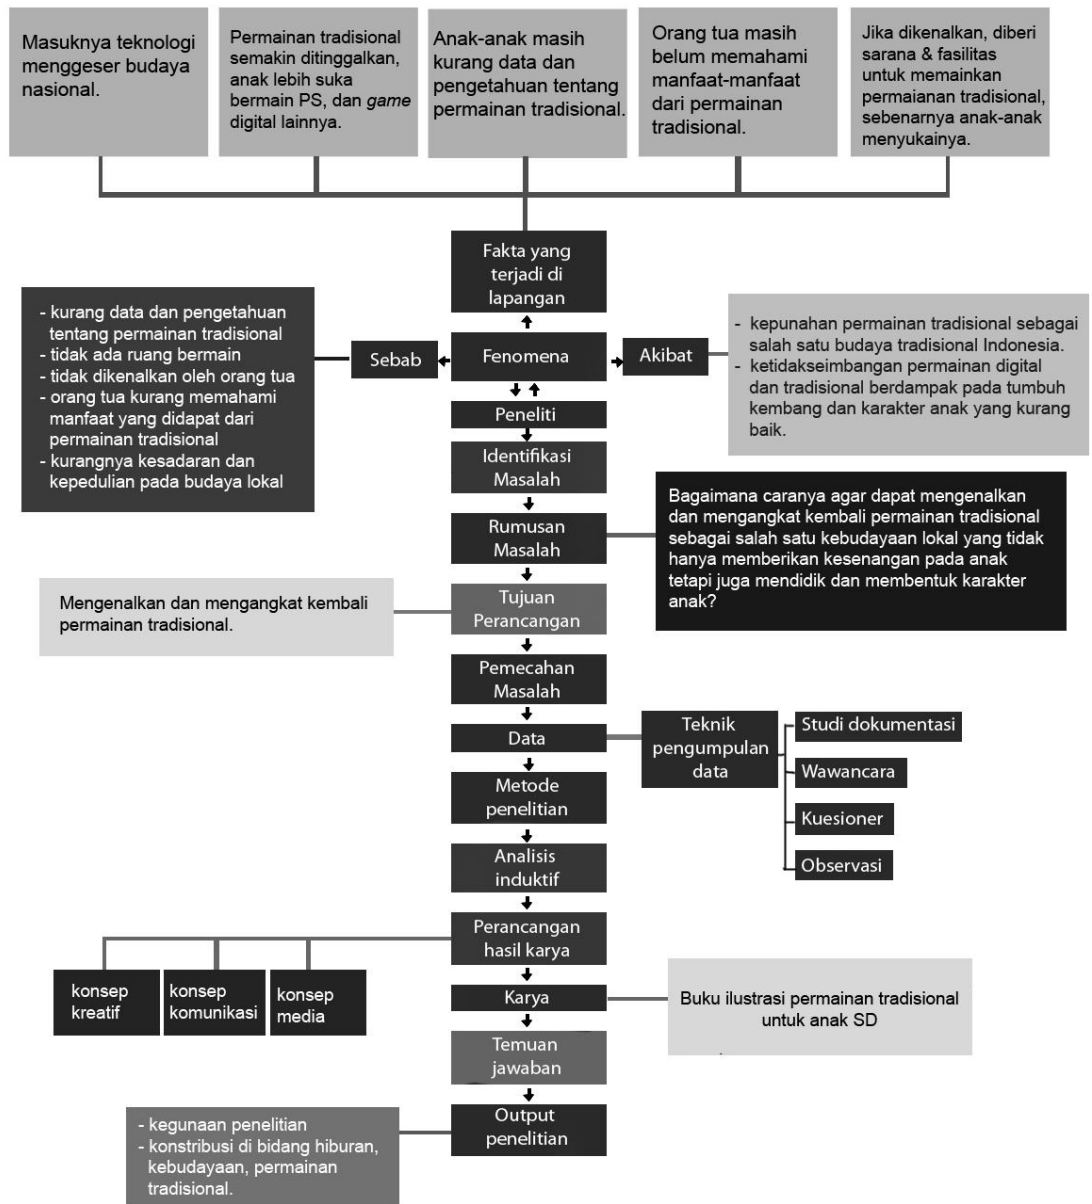 Masuknya teknologi
menggeser budaya
nasional.
Permainan tradisional
semakin ditinggalkan,
anak lebih suka
bermain PS, dan game
digital lainnya.
Anak-anak masih
kurang data dan
pengetahuan tentang
permainan tradisional.
Orang tua masih
belum memahami
manfaat-manfaat
dari permainan
tradisional.
Jika dikenalkan, diberi
sarana & fasilitas
untuk memainkan
permaianan tradisional,
sebenarnya anak-anak
menyukainya.
Fakta yang
terjadi di
lapangan
- kurang data dan pengetahuan
tentang permainan tradisional
- tidak ada ruang bermain
- tidak dikenalkan oleh orang tua
- orang tua kurang memahami
manfaat yang didapat dari
permainan tradisional
- kurangnya kesadaran dan
kepedulian pada budaya lokal
Sebab
Fenomena
Akibat
- kepunahan permainan tradisional sebagai
salah satu budaya tradisional Indonesia.
- ketidakseimbangan permainan digital
dan tradisional berdampak pada tumbuh
kembang dan karakter anak yang kurang
baik.
Peneliti
Identifikasi
Masalah
Rumusan
Masalah
Bagaimana caranya agar dapat mengenalkan
dan mengangkat kembali permainan tradisional
sebagai salah satu kebudayaan lokal yang tidak
hanya memberikan kesenangan pada anak
tetapi juga mendidik dan membentuk karakter
anak?
Mengenalkan dan mengangkat kembali
permainan tradisional.
Tujuan
Perancangan
Pemecahan
Masalah
Data
Teknik
pengumpulan
data
Studi dokumentasi
Wawancara
Kuesioner
Observasi
Metode
penelitian
Analisis
induktif
Perancangan
hasil karya
konsep
kreatif
konsep
komunikasi
konsep
media
Karya
Buku ilustrasi permainan tradisional
untuk anak SD
Temuan
jawaban
Output
penelitian
- kegunaan penelitian
- konstribusi di bidang hiburan,
kebudayaan, permainan
tradisional.